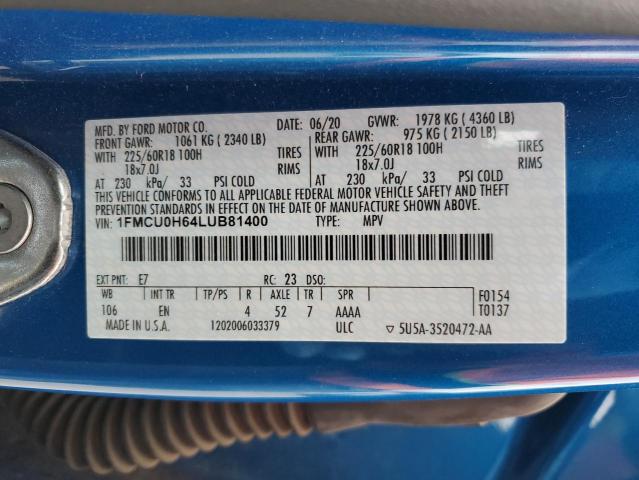 MFD. BY FORD MOTOR CO. DATE: 06/20 GVWR: 1978 KG ( 4360 LB)
FRONT GAWR: 1061 KG ( 2340 LB) REAR GAWR: 975 KG ( 2150 LB)
WITH 225/60R18 100H TIRES WITH 225/60R18 100H TIRES
18x7.0J RIMS 18x7.0J RIMS
AT 230 kPa/ 33 PSI COLD AT 230 kPa/ 33 PSI COLD
THIS VEHICLE CONFORMS TO ALL APPLICABLE FEDERAL MOTOR VEHICLE SAFETY AND THEFT
PREVENTION STANDARDS IN EFFECT ON THE DATE OF MANUFACTURE SHOWN ABOVE.
VIN: 1FMCU0H64LUB81400 TYPE: MPV
EXT PNT: E7 RC: 23 DSO:
WB INT TR TP/PS R AXLE TR SPR F0154
106 EN 4 52 7 AAAA T0137
MADE IN U.S.A. 1202006033379 ULC ▽ 5U5A-3520472-AA